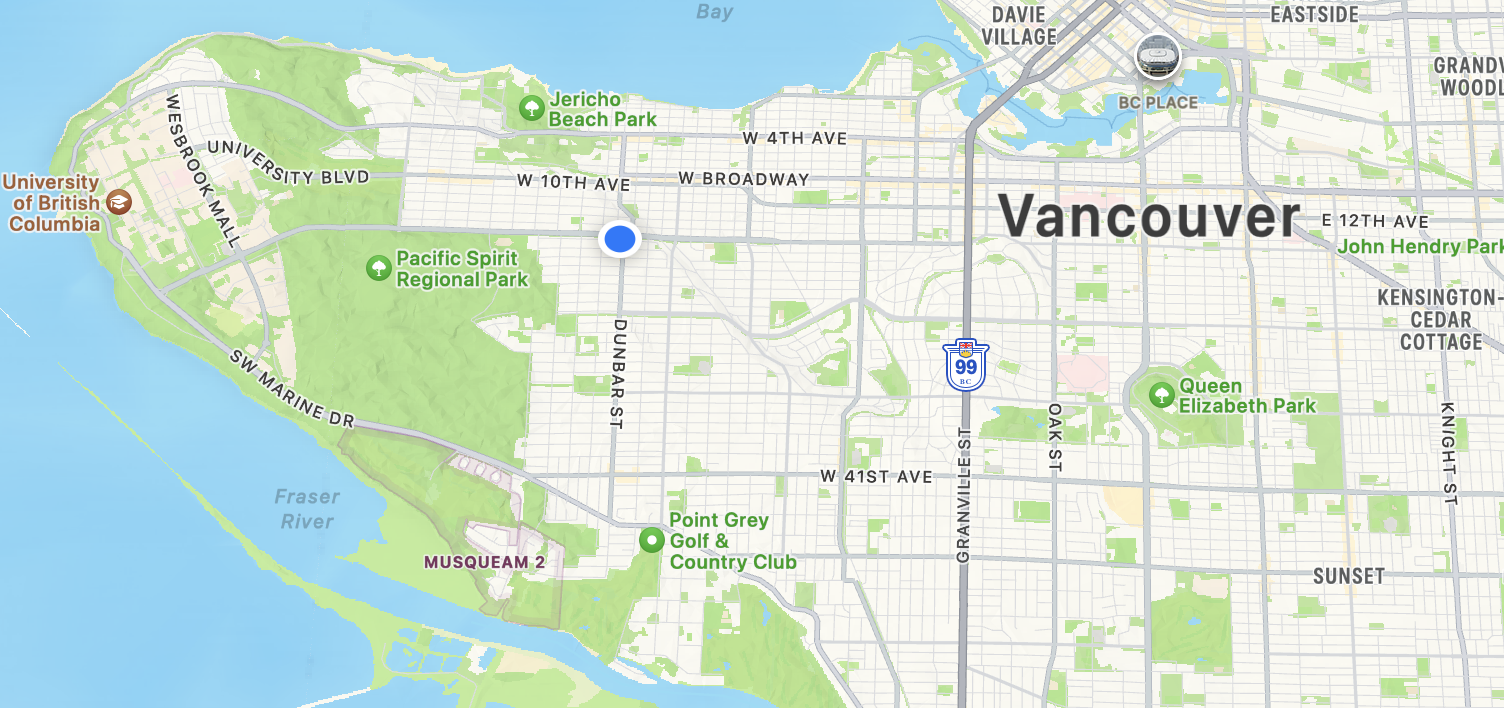 Bay
DAVIE
VILLAGE
EASTSIDE
GRANDV
WOODL
BC PLACE
Jericho
Beach Park
W 4TH AVE
WESBROOK MALL
UNIVERSITY BLVD
W 10TH AVE
W BROADWAY
University
of British
Columbia
Vancouver
E 12TH AVE
John Hendry Park
Pacific Spirit
Regional Park
KENSINGTON-
CEDAR
COTTAGE
DUNBAR ST
SW MARINE DR
99
BC
Queen
Elizabeth Park
OAK ST
KNIGHT ST
GRANVILLE ST
W 41ST AVE
Fraser
River
Point Grey
Golf &
Country Club
MUSQUEAM 2
SUNSET